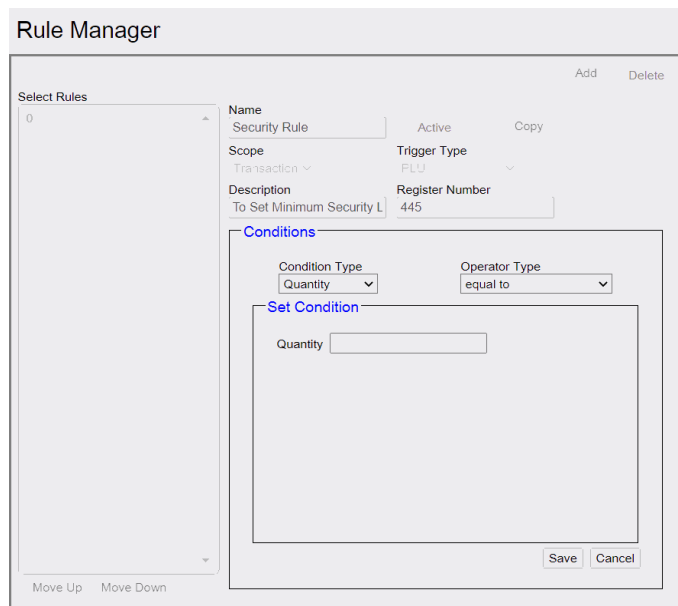 Rule Manager
Add Delete
Select Rules
0
Name
Security Rule Active Copy
Scope Trigger Type
Transaction PLU
Description Register Number
To Set Minimum Security L 445
Conditions
Condition Type Operator Type
Quantity equal to
Set Condition
Quantity
Save Cancel
Move Up Move Down